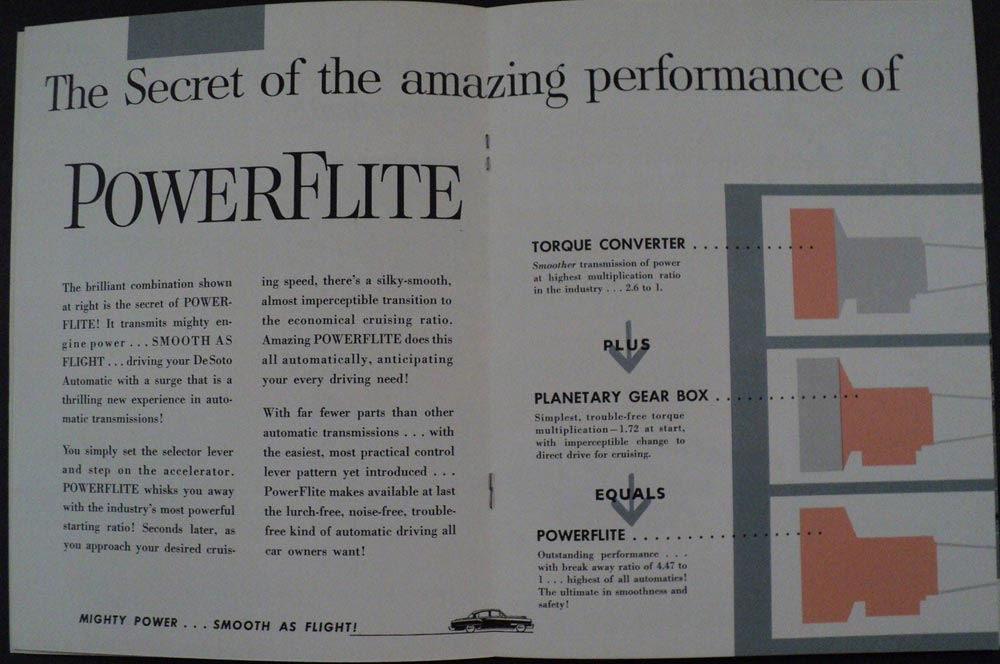 The Secret of the amazing performance of
POWERFLITE
The brilliant combination shown
at right is the secret of POWER-
FLITE! It transmits mighty en-
gine power . . . SMOOTH AS
FLIGHT . . . driving your De Soto
Automatic with a surge that is a
thrilling new experience in auto-
matic transmissions!
You simply set the selector lever
and step on the accelerator.
POWERFLITE whisks you away
with the industry's most powerful
starting ratio! Seconds later, as
you approach your desired cruis-
ing speed, there's a silky-smooth,
almost imperceptible transition to
the economical cruising ratio.
Amazing POWERFLITE does this
all automatically, anticipating
your every driving need!
With far fewer parts than other
automatic transmissions . . . with
the easiest, most practical control
lever pattern yet introduced . . .
PowerFlite makes available at last
the lurch-free, noise-free, trouble-
free kind of automatic driving all
car owners want!
MIGHTY POWER . . . SMOOTH AS FLIGHT!
TORQUE CONVERTER
Smoother transmission of power
at highest multiplication ratio
in the industry . . . 2.6 to 1.
PLUS
PLANETARY GEAR BOX
Simplest, trouble-free torque
multiplication—1.72 at start,
with imperceptible change to
direct drive for cruising.
EQUALS
POWERFLITE
Outstanding performance . . .
with break away ratio of 4.47 to
1 . . . highest of all automatics!
The ultimate in smoothness and
safety!